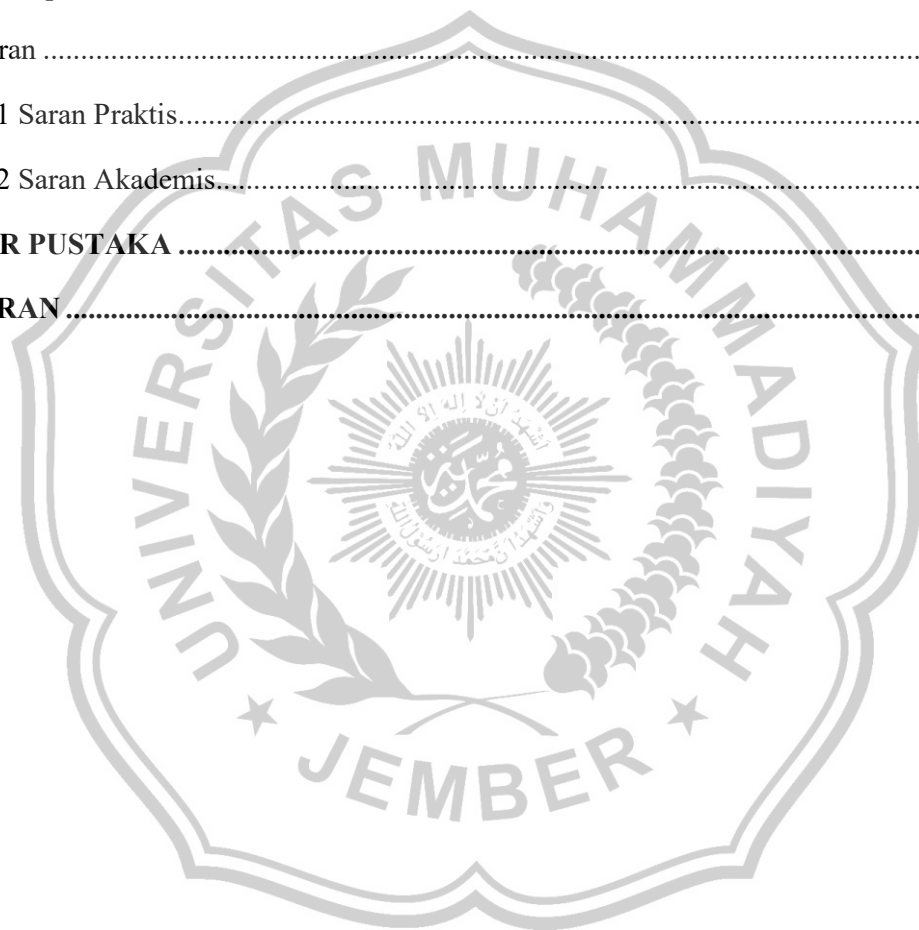 ran ........................................................................................................................
1 Saran Praktis....................................................................................................
2 Saran Akademis...............................................................................................
R PUSTAKA ....................................................................................................
RAN ...................................................................................................................
UNIVERSITAS MUHAMMADIYAH
JEMBER